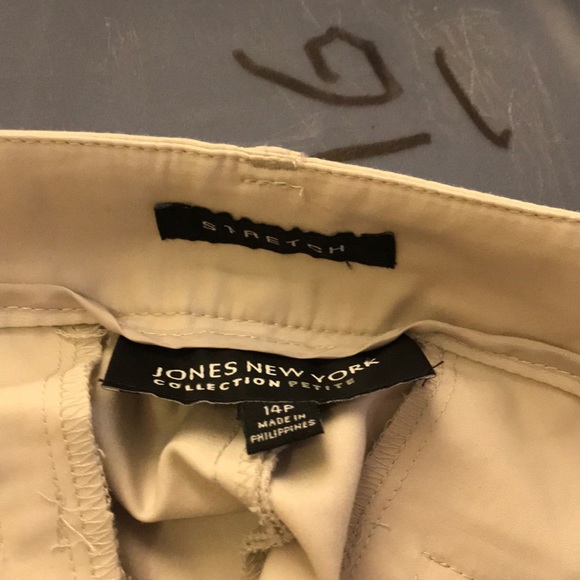 STRETCH
JONES NEW YORK
COLLECTION PETITE
14P
MADE IN
PHILIPPINES